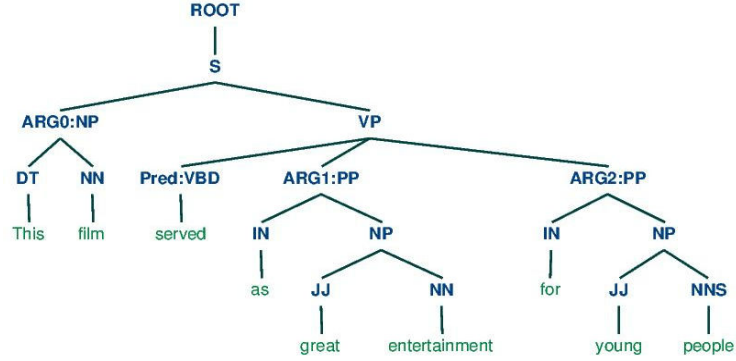 ROOT
S
ARG0:NP VP
DT NN Pred:VBD ARG1:PP ARG2:PP
This film served IN NP IN NP
as JJ NN for JJ NNS
great entertainment young people